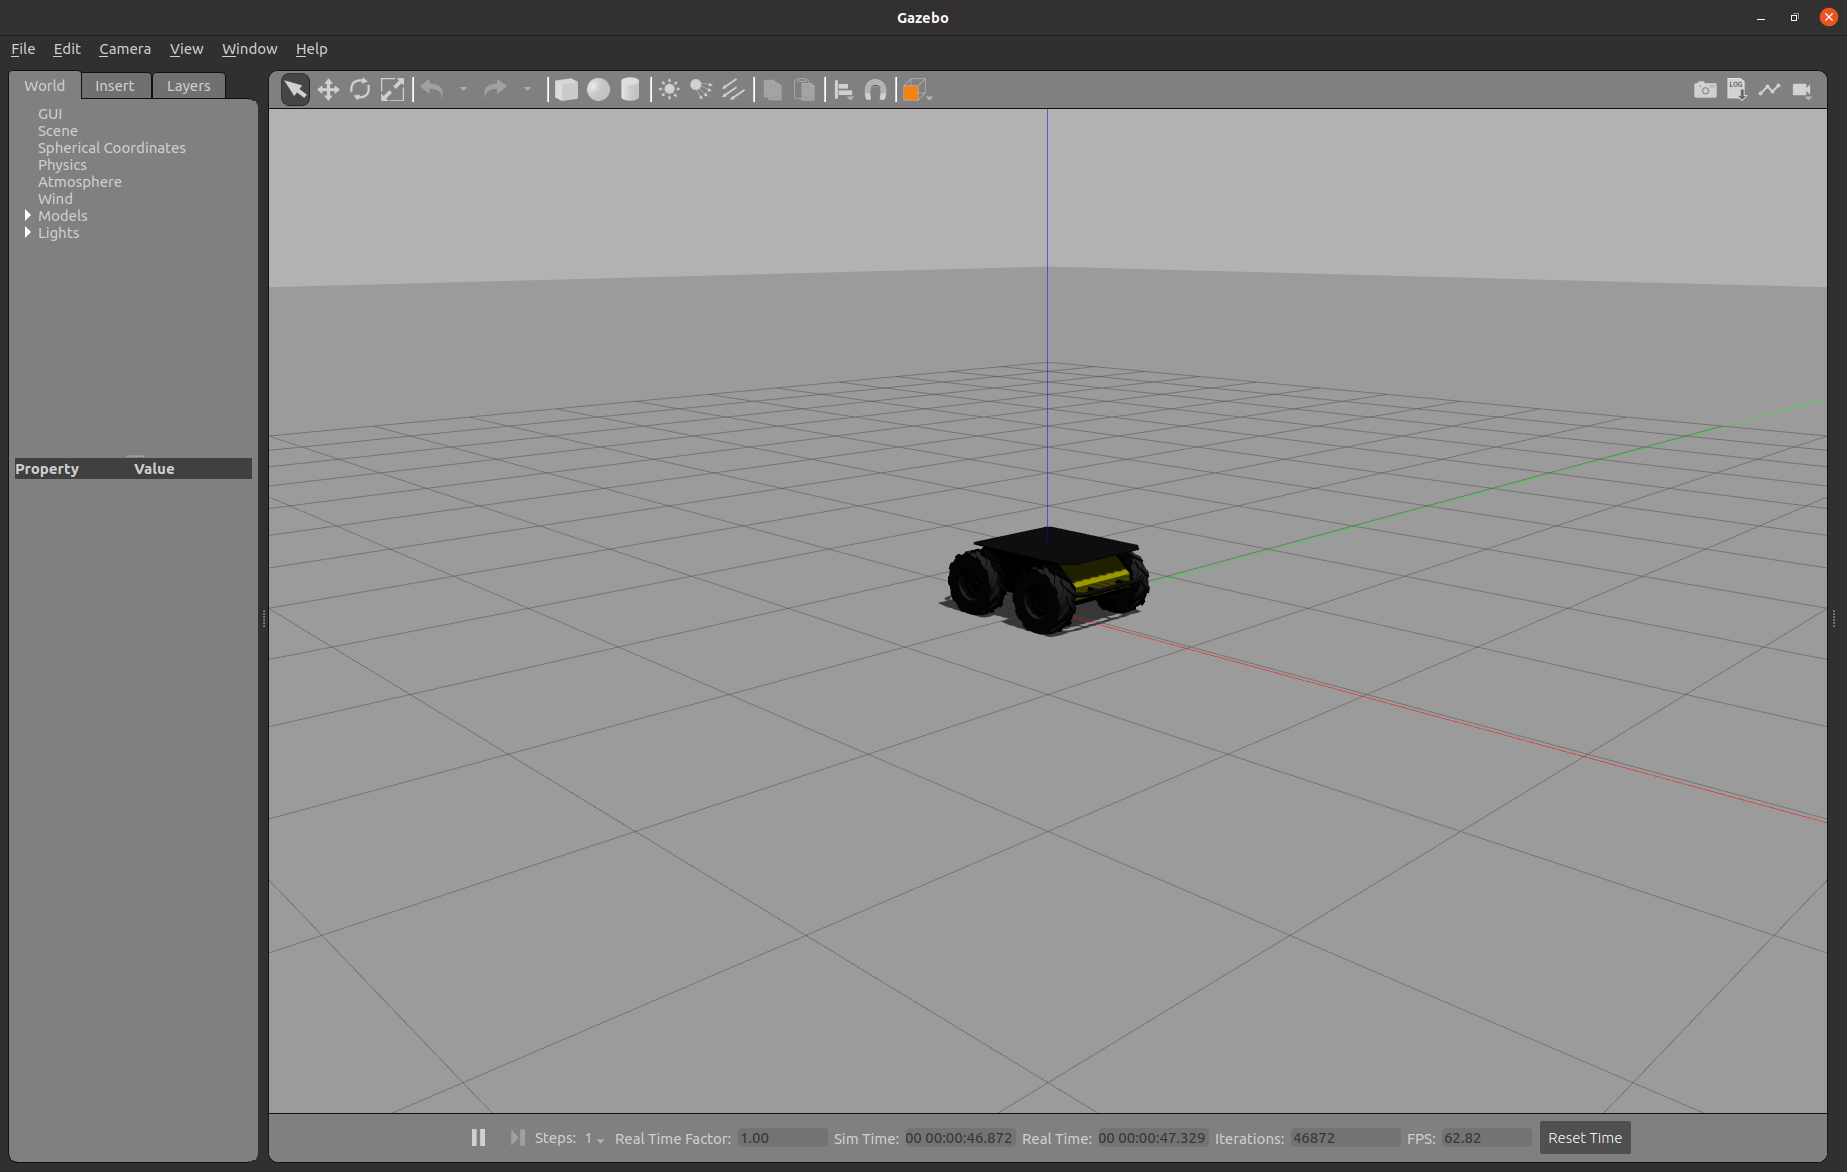 Gazebo
File Edit Camera View Window Help
World Insert Layers
GUI
Scene
Spherical Coordinates
Physics
Atmosphere
Wind
Models
Lights
Property Value
LOG
Steps: 1 Real Time Factor: 1.00 Sim Time: 00 00:00:46.872 Real Time: 00 00:00:47.329 Iterations: 46872 FPS: 62.82 Reset Time